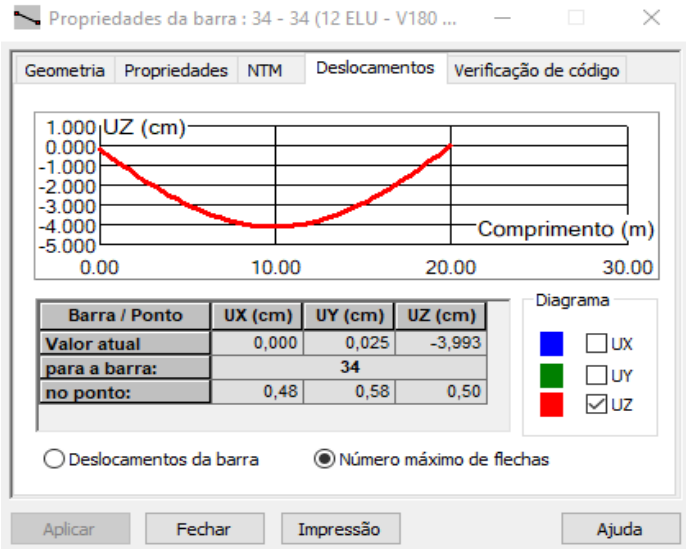 Propriedades da barra : 34 - 34 (12 ELU - V180 ...
Geometria Propriedades NTM Deslocamentos Verificação de código
1.000 UZ (cm)
0.000
-1.000
-2.000
-3.000
-4.000
Comprimento (m)
-5.000
0.00 10.00 20.00 30.00
Diagrama
Barra / Ponto UX (cm) UY (cm) UZ (cm)
Valor atual 0,000 0,025 -3,993
UX
para a barra: 34
UY
no ponto: 0,48 0,58 0,50
UZ
Deslocamentos da barra Número máximo de flechas
Aplicar Fechar Impressão Ajuda